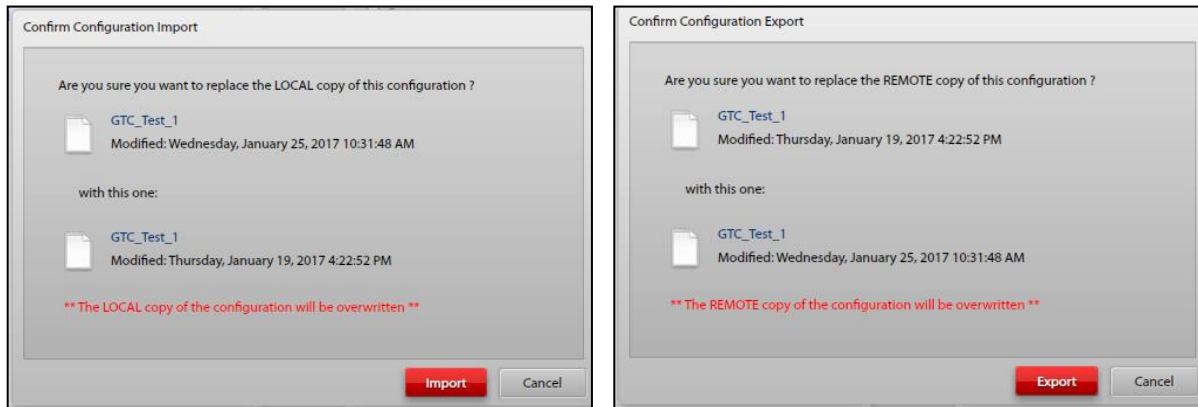 Confirm Configuration Import
Are you sure you want to replace the LOCAL copy of this configuration ?
GTC_Test_1
Modified: Wednesday, January 25, 2017 10:31:48 AM
with this one:
GTC_Test_1
Modified: Thursday, January 19, 2017 4:22:52 PM
** The LOCAL copy of the configuration will be overwritten **
Import
Cancel
Confirm Configuration Export
Are you sure you want to replace the REMOTE copy of this configuration ?
GTC_Test_1
Modified: Thursday, January 19, 2017 4:22:52 PM
with this one:
GTC_Test_1
Modified: Wednesday, January 25, 2017 10:31:48 AM
** The REMOTE copy of the configuration will be overwritten **
Export
Cancel